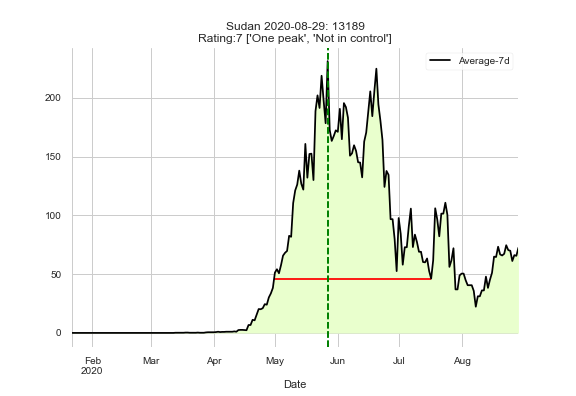 Sudan 2020-08-29: 13189
Rating:7 ['One peak', 'Not in control']
Average-7d
200
150
100
50
0
Feb
2020
Mar
Apr
May
Jun
Jul
Aug
Date